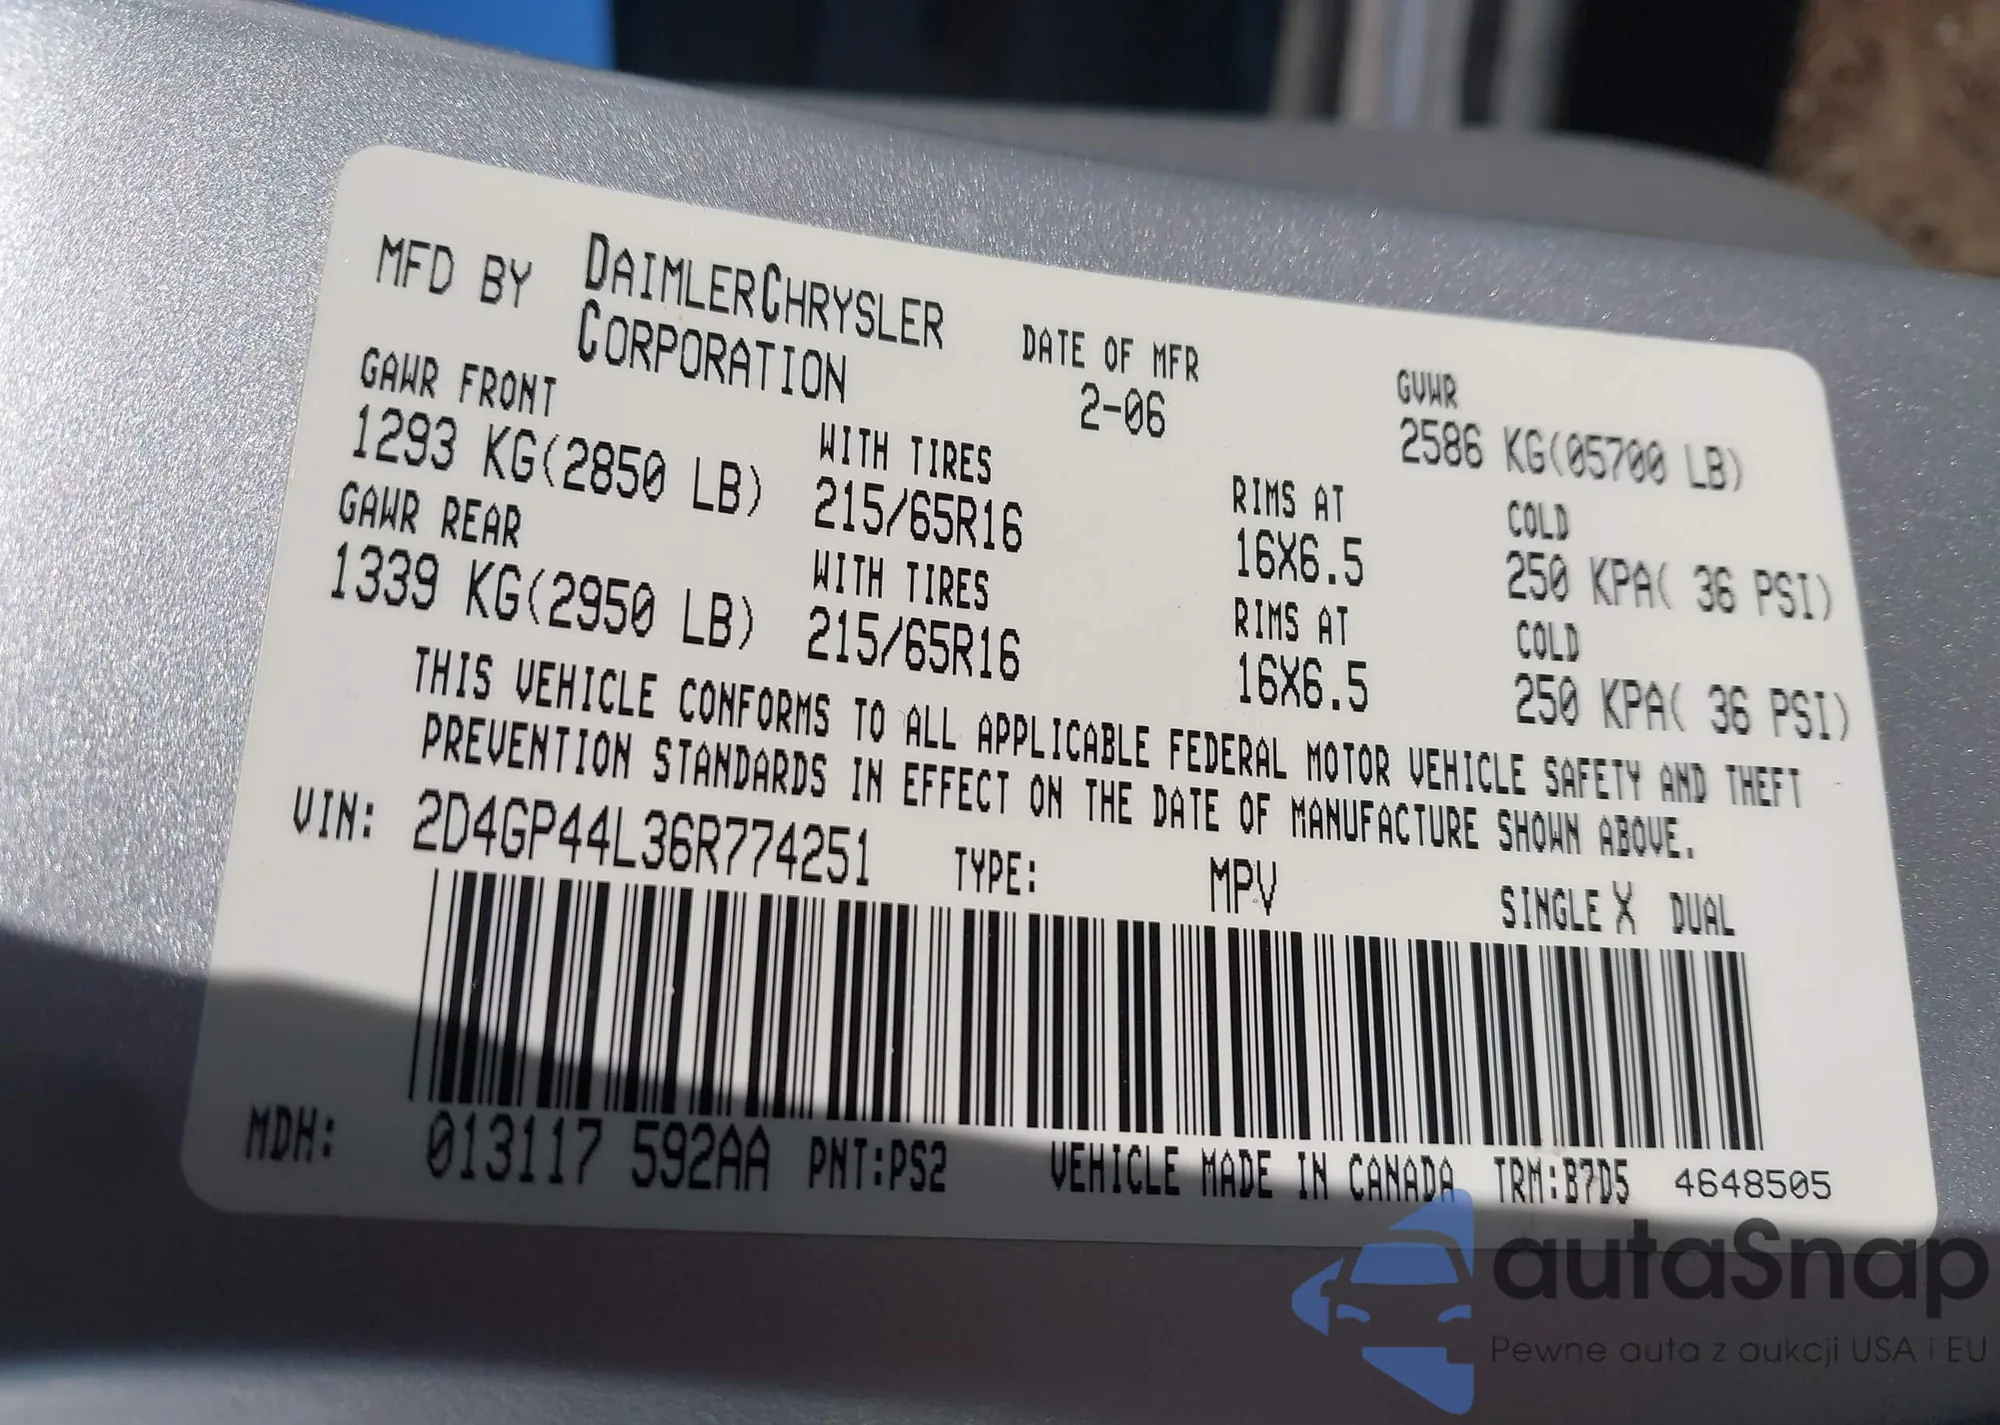 MFD BY DAIMLERCHRYSLER CORPORATION
DATE OF MFR 2-06
GVWR 2586 KG(05700 LB)
GAWR FRONT WITH TIRES RIMS AT COLD
1293 KG(2850 LB) 215/65R16 16X6.5 250 KPA( 36 PSI)
GAWR REAR WITH TIRES RIMS AT COLD
1339 KG(2950 LB) 215/65R16 16X6.5 250 KPA( 36 PSI)
THIS VEHICLE CONFORMS TO ALL APPLICABLE FEDERAL MOTOR VEHICLE SAFETY AND THEFT
PREVENTION STANDARDS IN EFFECT ON THE DATE OF MANUFACTURE SHOWN ABOVE.
VIN: 2D4GP44L36R774251 TYPE: MPV SINGLE X DUAL
MDH: 013117 592AA PNT:PS2 VEHICLE MADE IN CANADA TRM:B7D5 4648505
autaSnap
Pewne auta z aukcji USA i EU